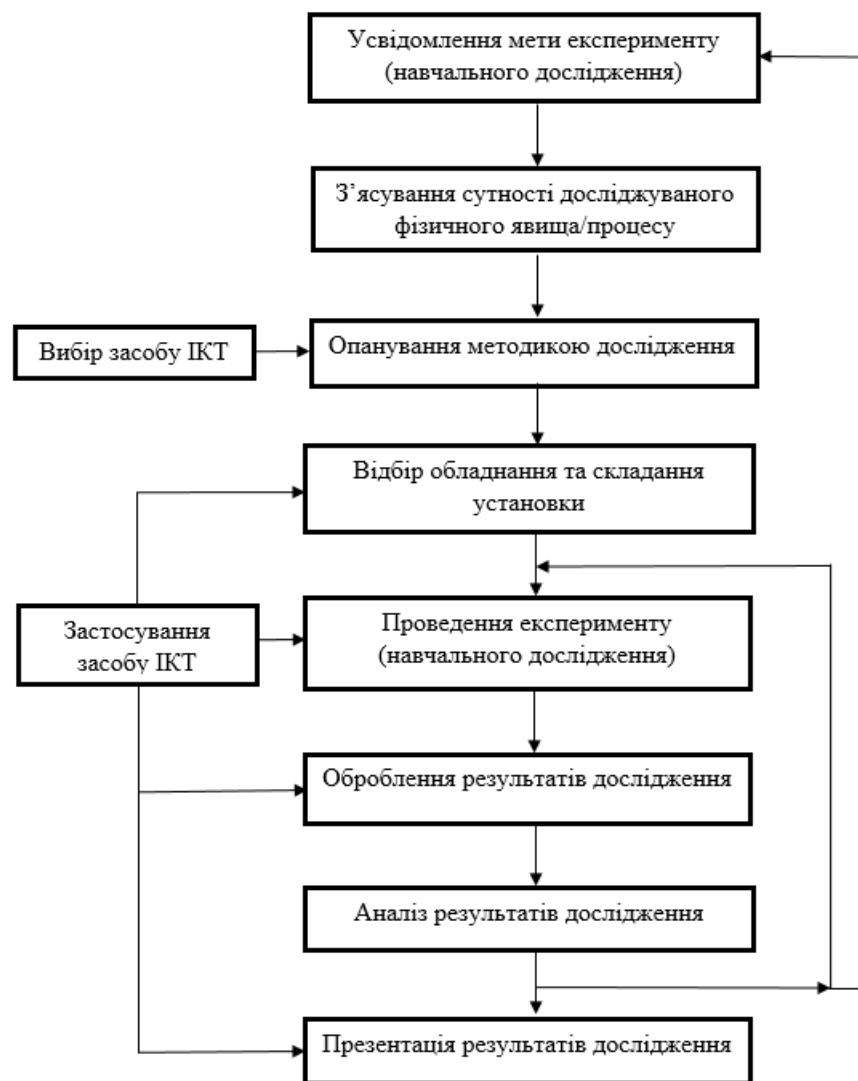 Усвідомлення мети експерименту
(навчального дослідження)
З’ясування сутності досліджуваного
фізичного явища/процесу
Вибір засобу ІКТ
Опанування методикою дослідження
Відбір обладнання та складання
установки
Застосування
засобу ІКТ
Проведення експерименту
(навчального дослідження)
Оброблення результатів дослідження
Аналіз результатів дослідження
Презентація результатів дослідження